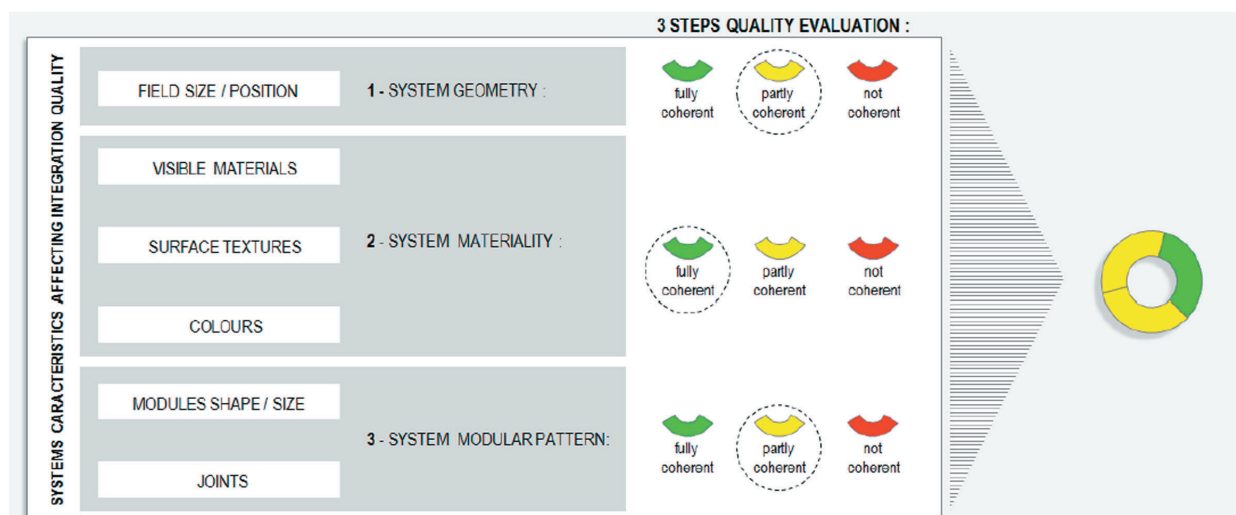 3 STEPS QUALITY EVALUATION :
SYSTEMS CARACTERISTICS AFFECTING INTEGRATION QUALITY
FIELD SIZE / POSITION
1 - SYSTEM GEOMETRY :
fully
coherent
partly
coherent
not
coherent
VISIBLE MATERIALS
SURFACE TEXTURES
COLOURS
2 - SYSTEM MATERIALITY :
fully
coherent
partly
coherent
not
coherent
MODULES SHAPE / SIZE
JOINTS
3 - SYSTEM MODULAR PATTERN:
fully
coherent
partly
coherent
not
coherent